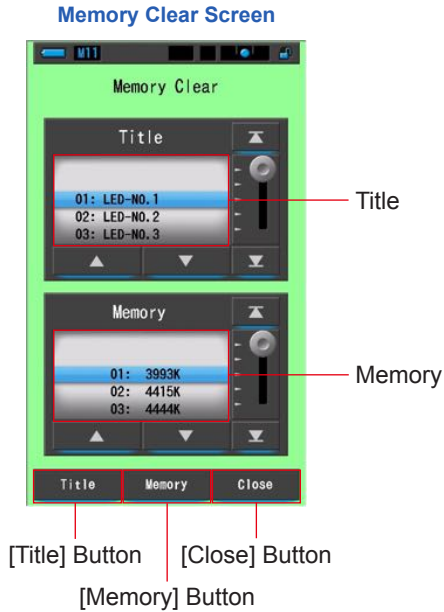 Memory Clear Screen
M11
Memory Clear
Title
01: LED-NO.1
02: LED-NO.2
03: LED-NO.3
Title
Memory
01: 3993K
02: 4415K
03: 4444K
Memory
Title Memory Close
[Title] Button [Close] Button
[Memory] Button